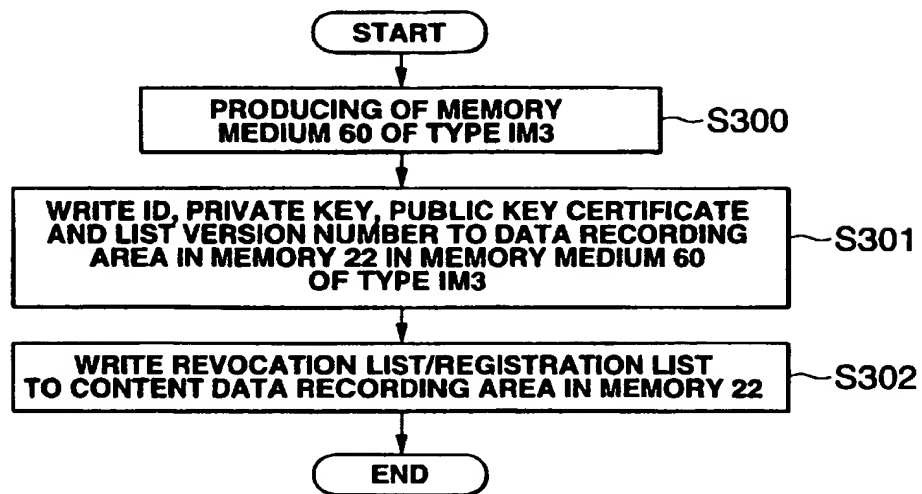 START
PRODUCING OF MEMORY
MEDIUM 60 OF TYPE IM3
S300
WRITE ID, PRIVATE KEY, PUBLIC KEY CERTIFICATE
AND LIST VERSION NUMBER TO DATA RECORDING
AREA IN MEMORY 22 IN MEMORY MEDIUM 60
OF TYPE IM3
S301
WRITE REVOCATION LIST/REGISTRATION LIST
TO CONTENT DATA RECORDING AREA IN MEMORY 22
S302
END